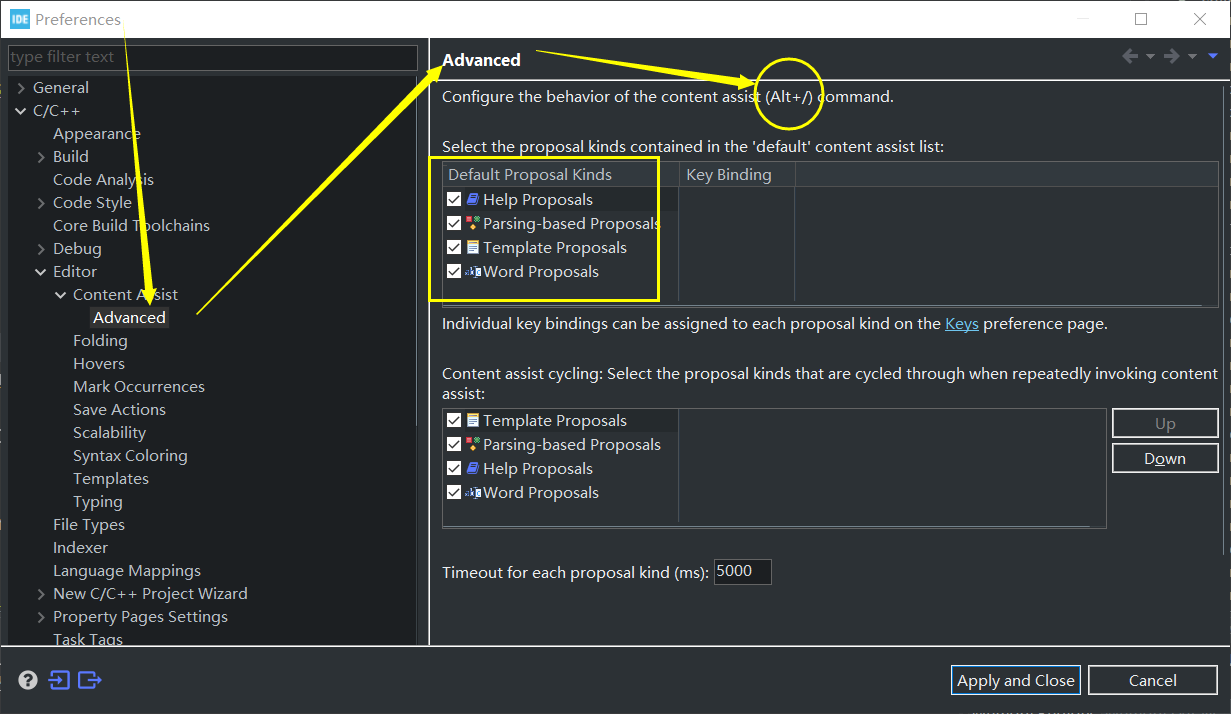 IDE Preferences
type filter text
General
C/C++
Appearance
Build
Code Analysis
Code Style
Core Build Toolchains
Debug
Editor
Content Assist
Advanced
Folding
Hovers
Mark Occurrences
Save Actions
Scalability
Syntax Coloring
Templates
Typing
File Types
Indexer
Language Mappings
New C/C++ Project Wizard
Property Pages Settings
Task Tags
Advanced
Configure the behavior of the content assist (Alt+/) command.
Select the proposal kinds contained in the 'default' content assist list:
Default Proposal Kinds Key Binding
Help Proposals
Parsing-based Proposals
Template Proposals
Word Proposals
Individual key bindings can be assigned to each proposal kind on the Keys preference page.
Content assist cycling: Select the proposal kinds that are cycled through when repeatedly invoking content
assist:
Template Proposals
Parsing-based Proposals
Help Proposals
Word Proposals
Up
Down
Timeout for each proposal kind (ms): 5000
Apply and Close Cancel